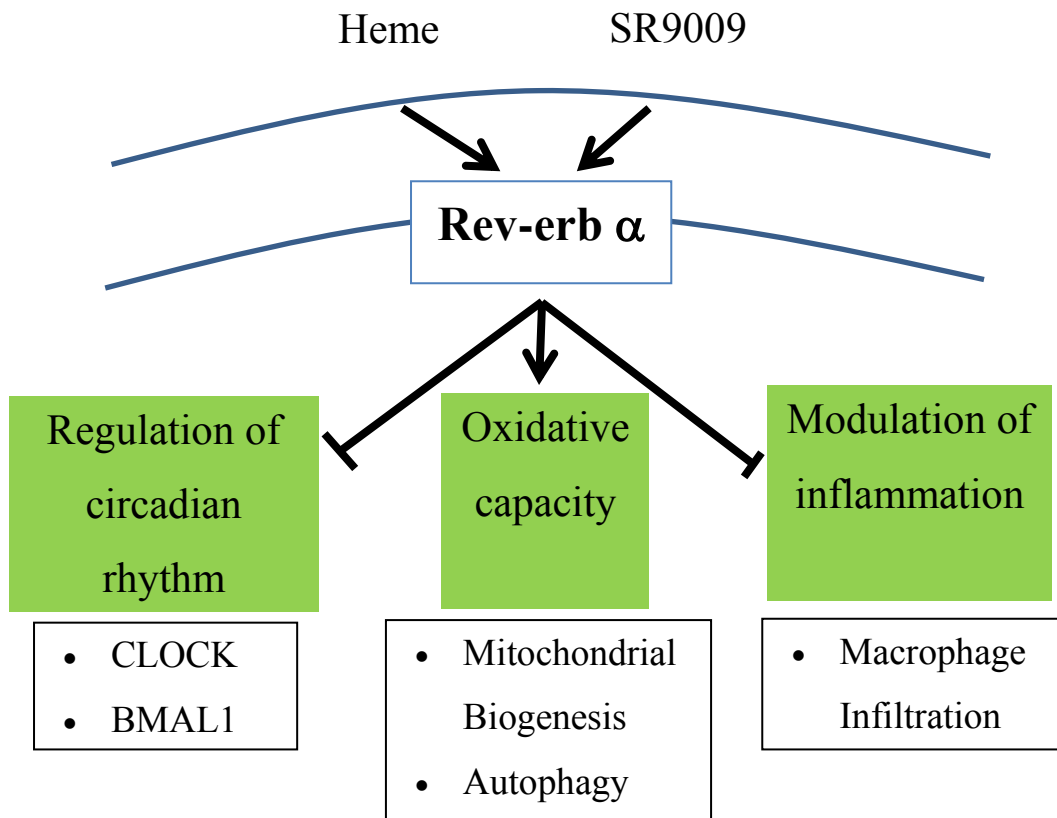 Heme SR9009
Rev-erb α
Regulation of
circadian
rhythm
• CLOCK
• BMAL1
Oxidative
capacity
• Mitochondrial
Biogenesis
• Autophagy
Modulation of
inflammation
• Macrophage
Infiltration